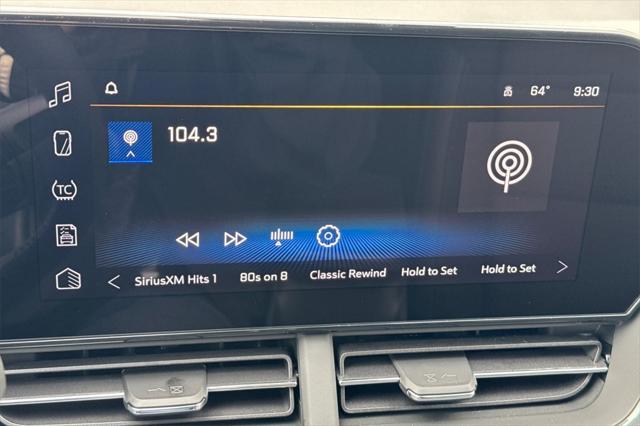 64° 9:30
104.3
TC
SiriusXM Hits 1 80s on 8 Classic Rewind Hold to Set Hold to Set